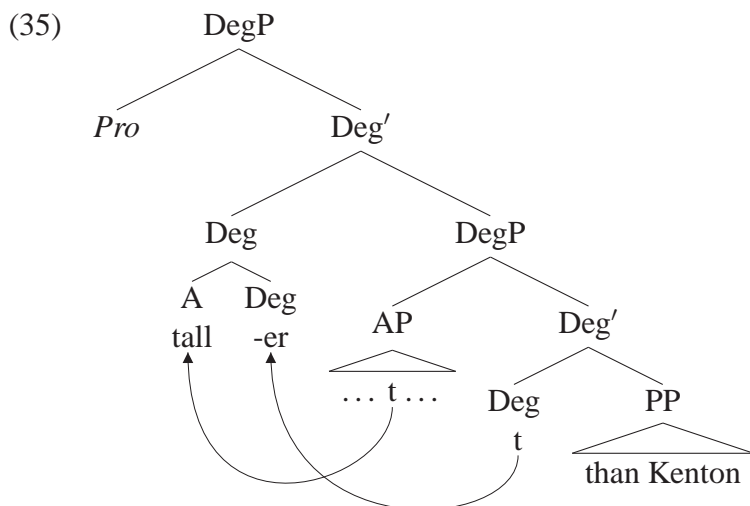 (35) DegP
Pro Deg′
Deg DegP
A Deg AP Deg′
tall -er
… t … Deg PP
t than Kenton